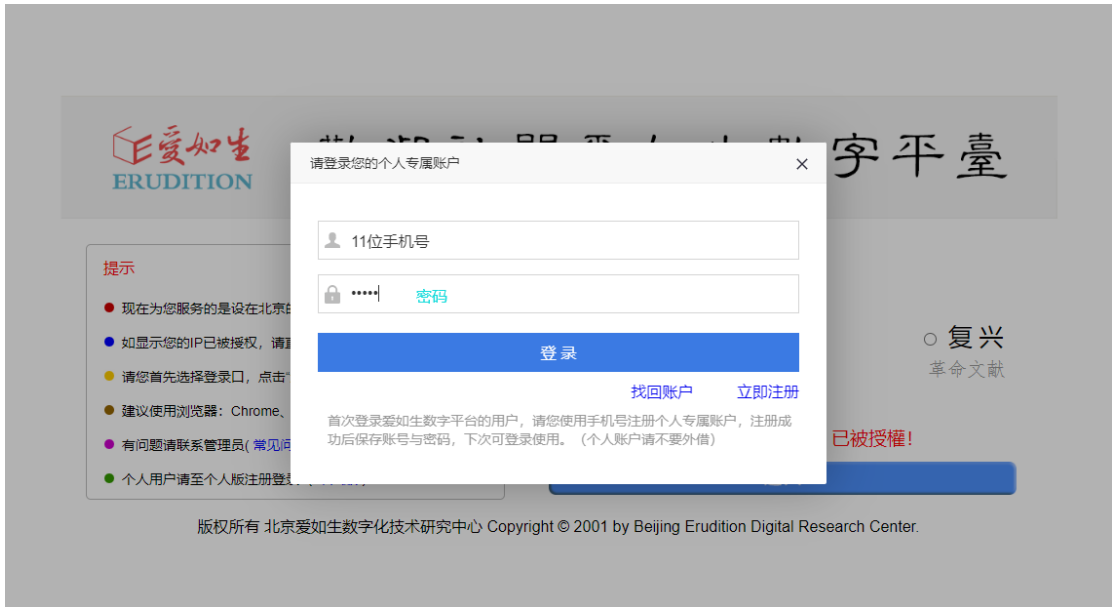 爱如生
ERUDITION
字平臺
请登录您的个人专属账户
×
11位手机号
•••••
密码
登录
找回账户 立即注册
首次登录爱如生数字平台的用户，请您使用手机号注册个人专属账户，注册成
功后保存账号与密码，下次可登录使用。（个人账户请不要外借）
提示
现在为您服务的是设在北京的
如显示您的IP已被授权，请
请您首先选择登录口，点击“
建议使用浏览器：Chrome、
有问题请联系管理员(常见问
个人用户请至个人版注册登
复兴
革命文献
已被授權!
版权所有 北京爱如生数字化技术研究中心 Copyright © 2001 by Beijing Erudition Digital Research Center.